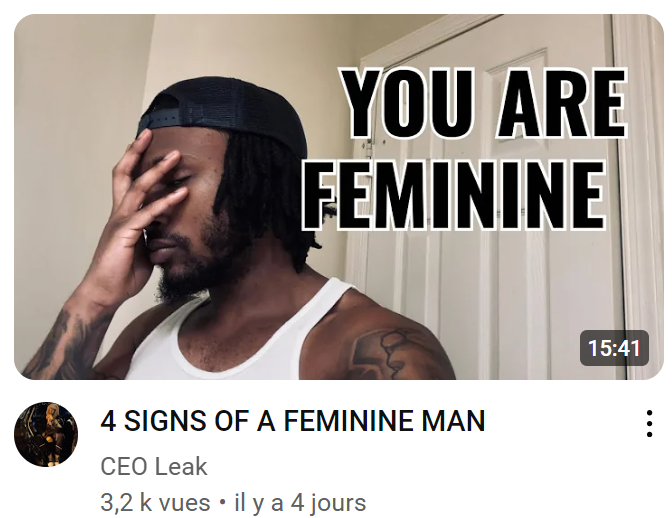 YOU ARE
FEMININE
15:41
4 SIGNS OF A FEMININE MAN
CEO Leak
3,2 k vues • il y a 4 jours